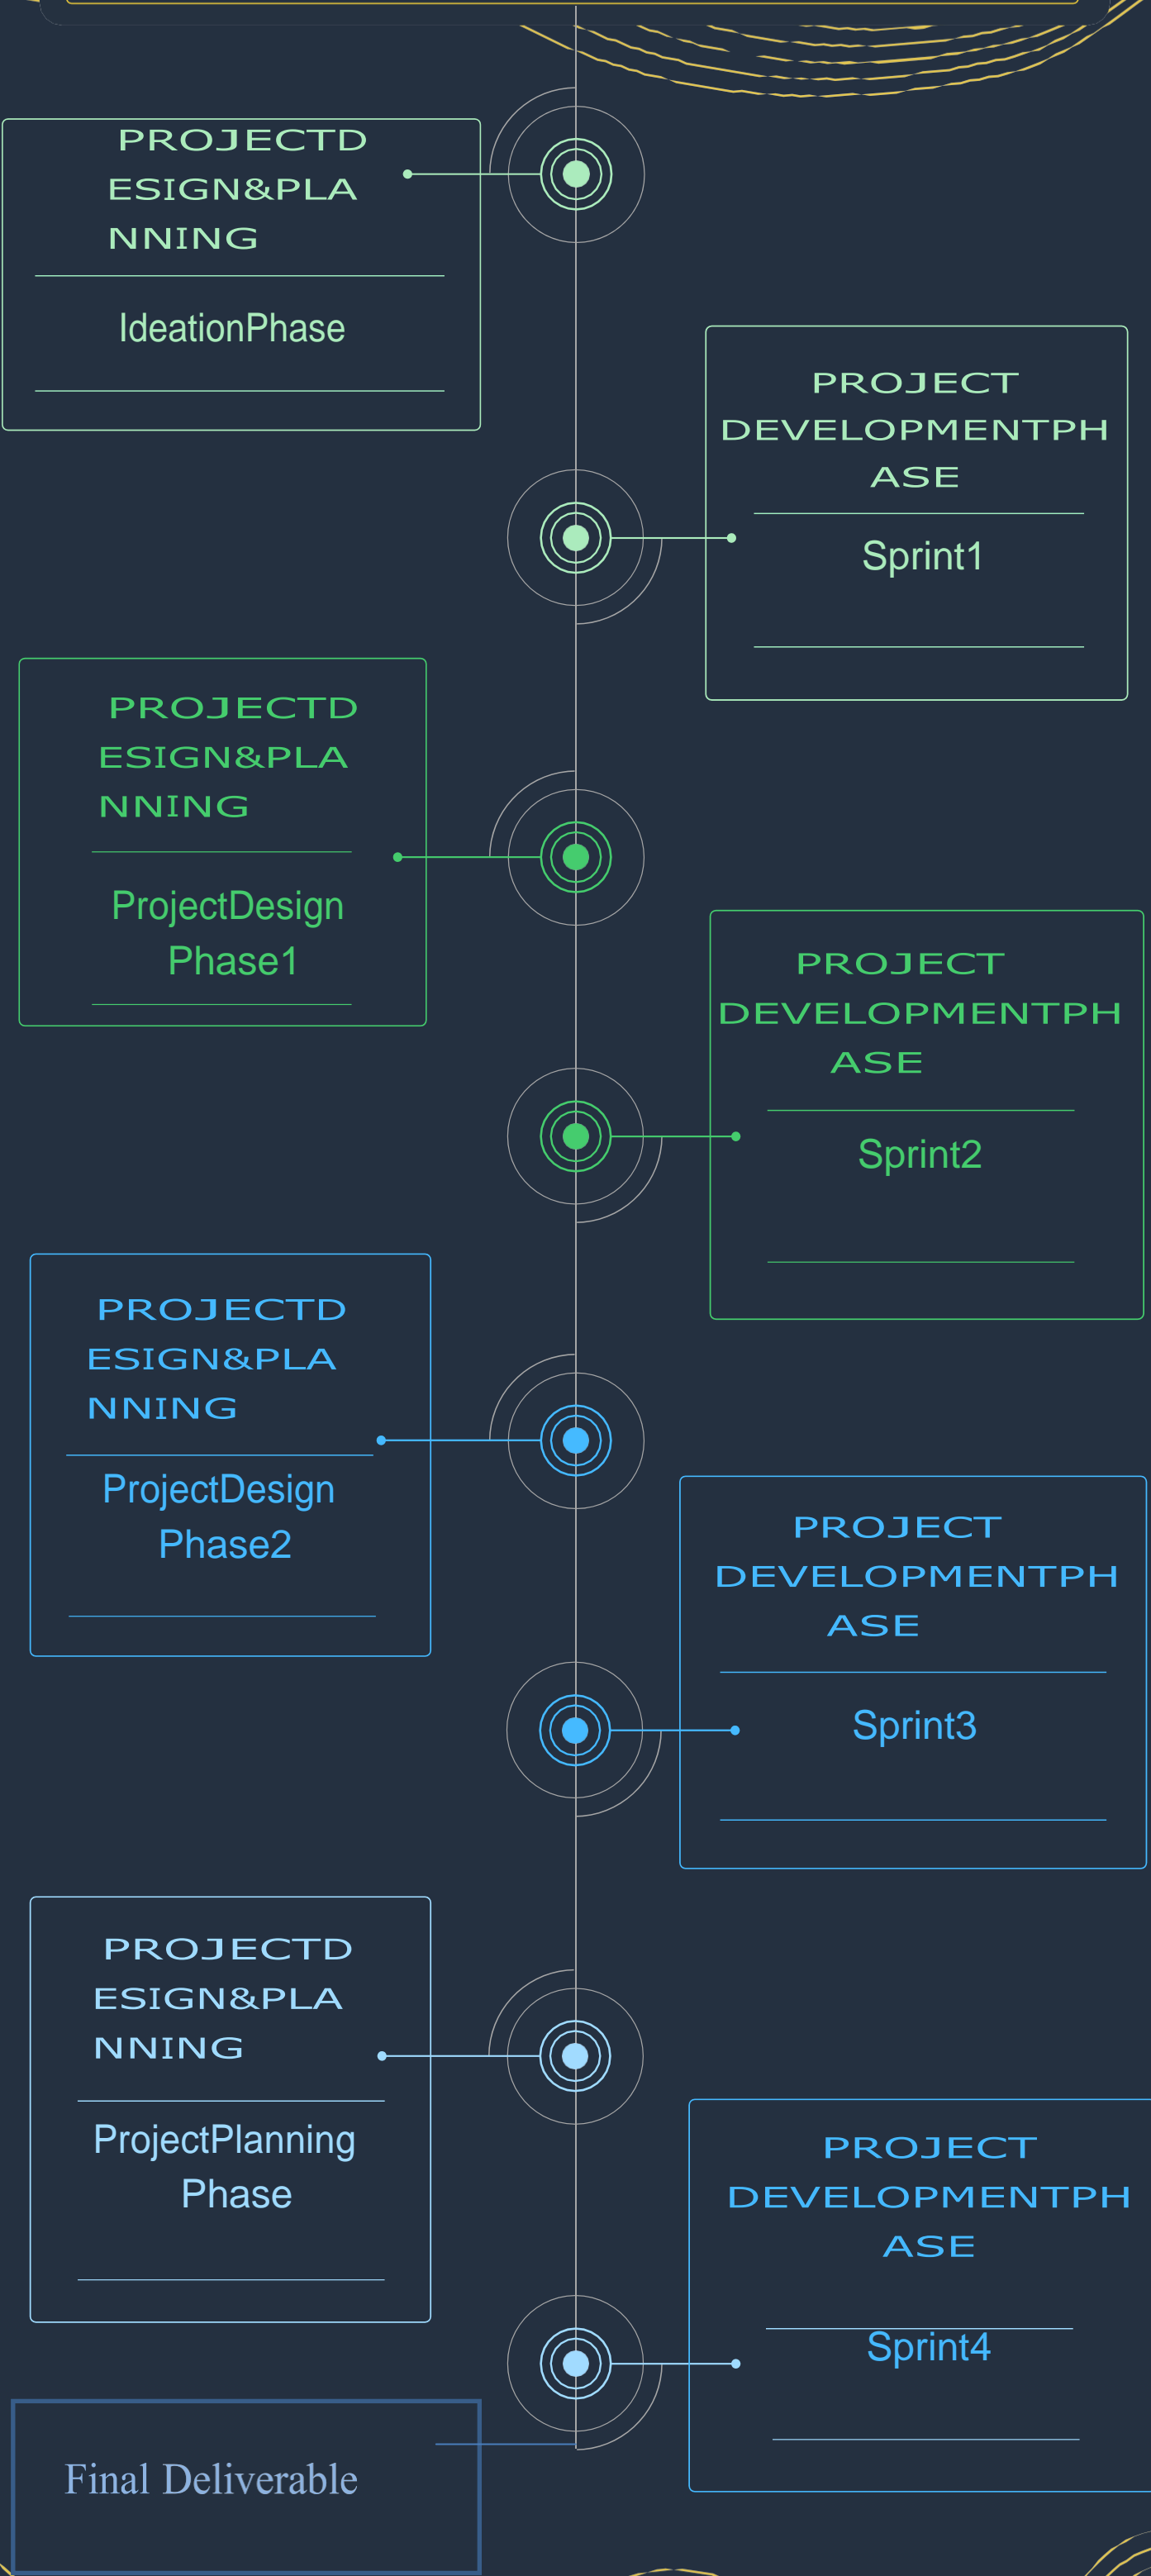 PROJECTD
ESIGN&PLA
NNING
IdeationPhase
PROJECT
DEVELOPMENTPH
ASE
Sprint1
PROJECTD
ESIGN&PLA
NNING
ProjectDesign
Phase1
PROJECT
DEVELOPMENTPH
ASE
Sprint2
PROJECTD
ESIGN&PLA
NNING
ProjectDesign
Phase2
PROJECT
DEVELOPMENTPH
ASE
Sprint3
PROJECTD
ESIGN&PLA
NNING
ProjectPlanning
Phase
PROJECT
DEVELOPMENTPH
ASE
Sprint4
Final Deliverable